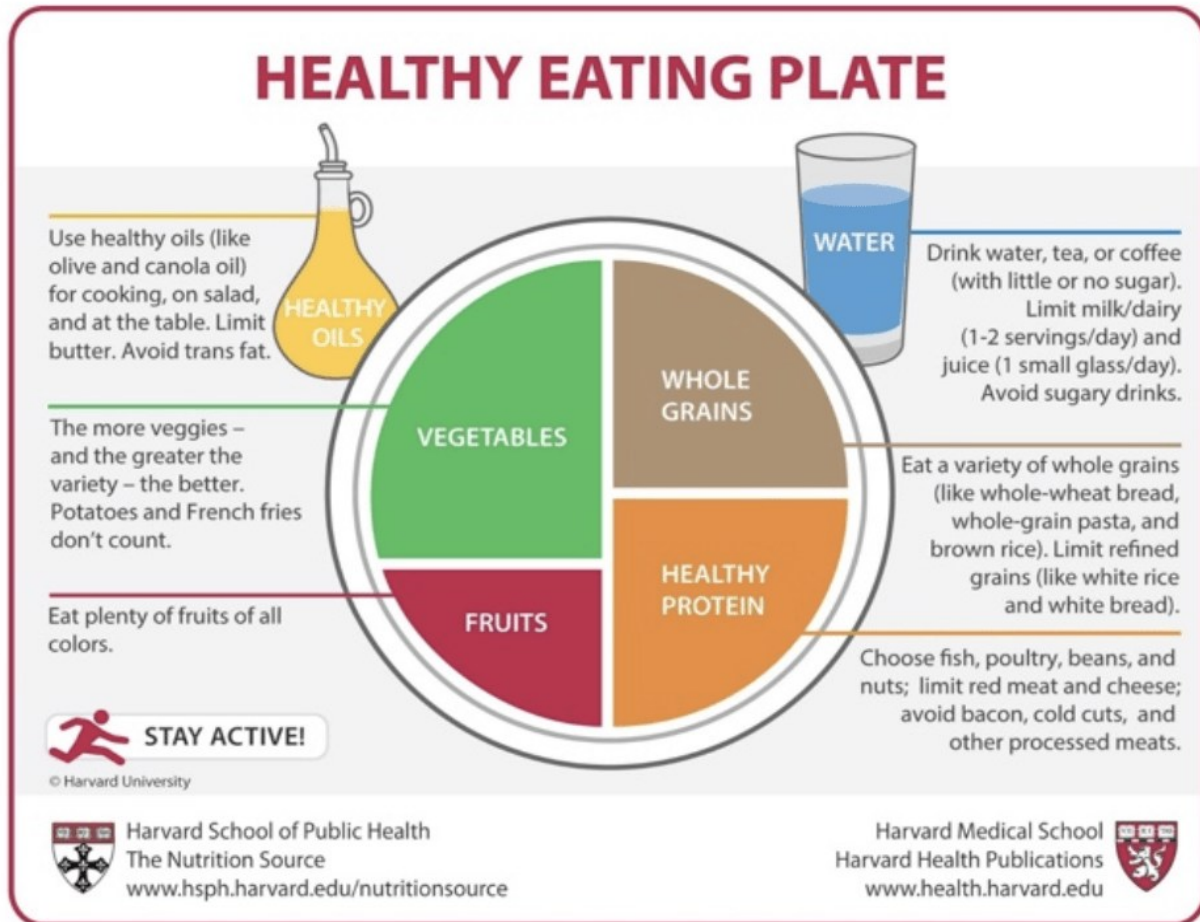 HEALTHY EATING PLATE
Use healthy oils (like
olive and canola oil)
for cooking, on salad,
and at the table. Limit
butter. Avoid trans fat.
HEALTHY
OILS
The more veggies –
and the greater the
variety – the better.
Potatoes and French fries
don't count.
Eat plenty of fruits of all
colors.
STAY ACTIVE!
© Harvard University
VEGETABLES
FRUITS
WHOLE
GRAINS
HEALTHY
PROTEIN
WATER
Drink water, tea, or coffee
(with little or no sugar).
Limit milk/dairy
(1-2 servings/day) and
juice (1 small glass/day).
Avoid sugary drinks.
Eat a variety of whole grains
(like whole-wheat bread,
whole-grain pasta, and
brown rice). Limit refined
grains (like white rice
and white bread).
Choose fish, poultry, beans, and
nuts; limit red meat and cheese;
avoid bacon, cold cuts, and
other processed meats.
Harvard School of Public Health
The Nutrition Source
www.hsph.harvard.edu/nutritionsource
Harvard Medical School
Harvard Health Publications
www.health.harvard.edu